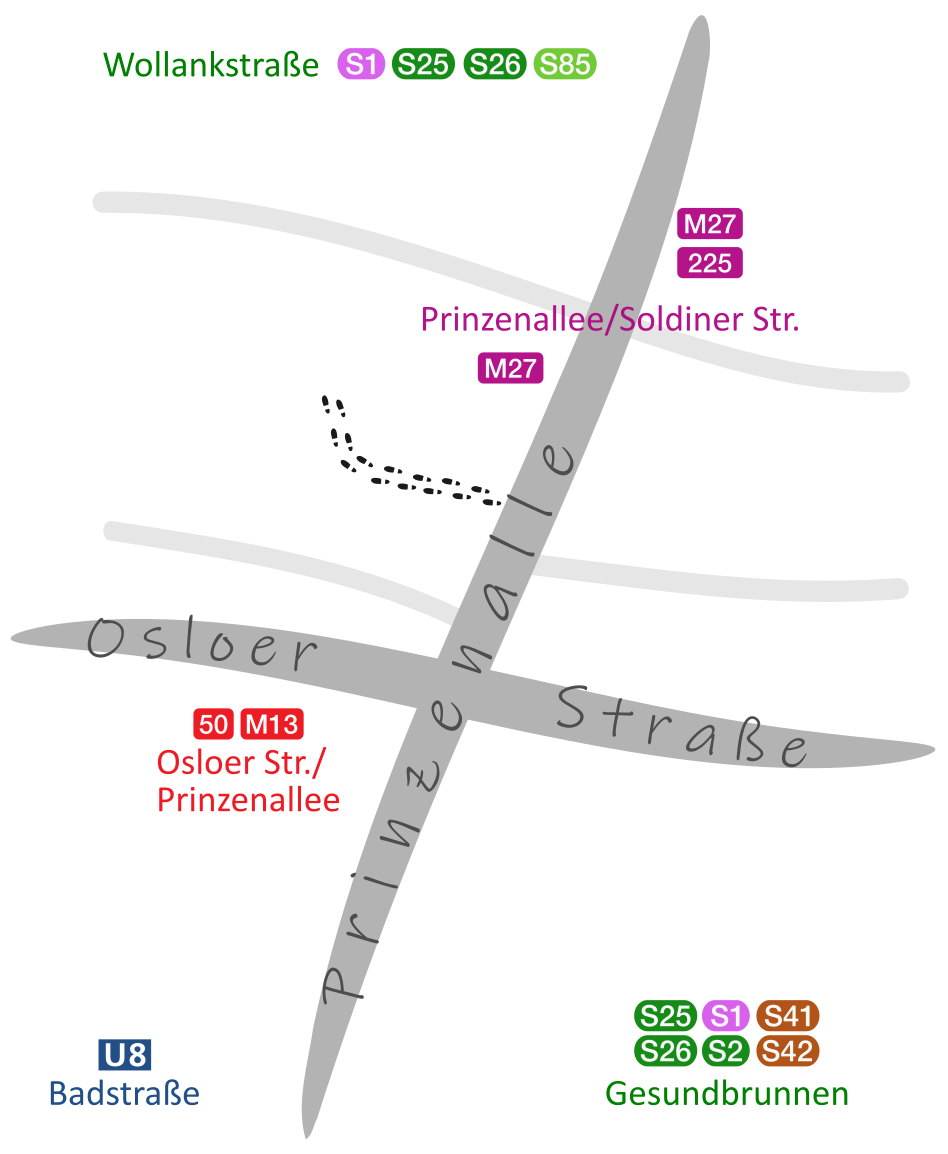 Wollankstraße S1 S25 S26 S85
M27
225
Prinzenallee/Soldiner Str.
M27
Prinzenalle
Osloer Straße
50 M13
Osloer Str./
Prinzenallee
S25 S1 S41
S26 S2 S42
Gesundbrunnen
U8
Badstraße